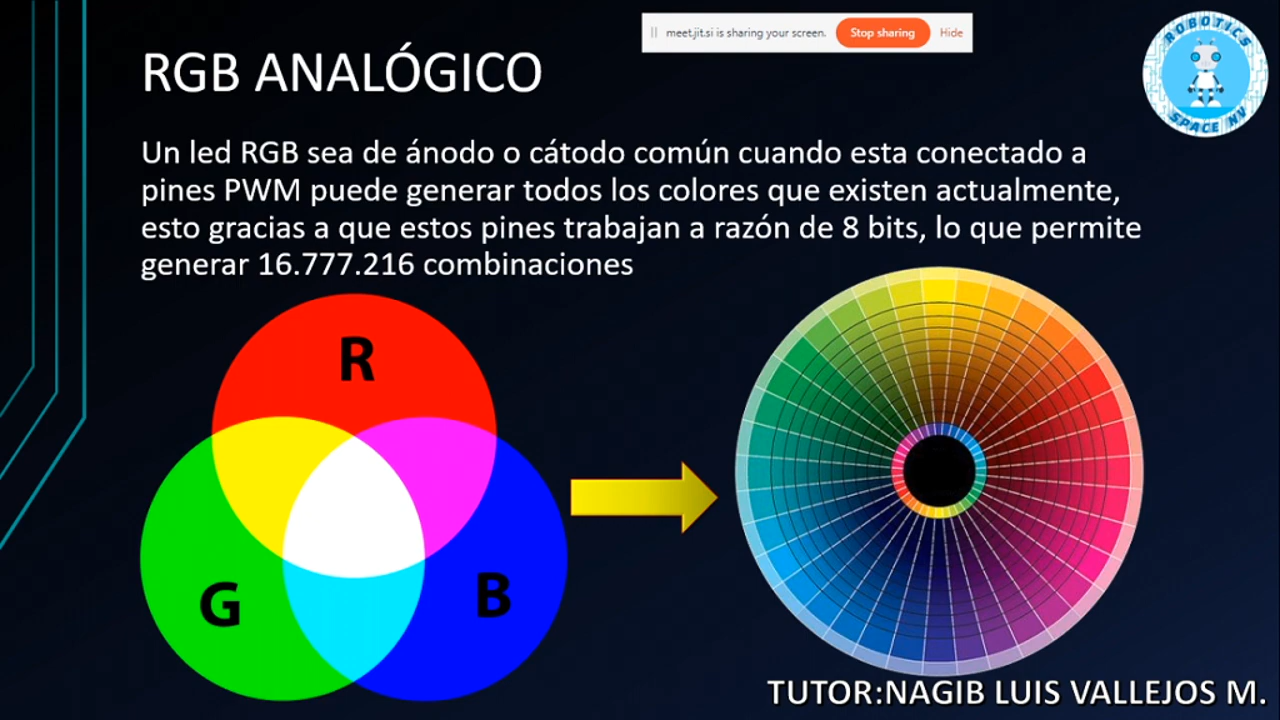 meet.jit.si is sharing your screen. Stop sharing Hide
ROBOTICS
SPACE NV
RGB ANALÓGICO
Un led RGB sea de ánodo o cátodo común cuando esta conectado a
pines PWM puede generar todos los colores que existen actualmente,
esto gracias a que estos pines trabajan a razón de 8 bits, lo que permite
generar 16.777.216 combinaciones
R
G
B
TUTOR:NAGIB LUIS VALLEJOS M.